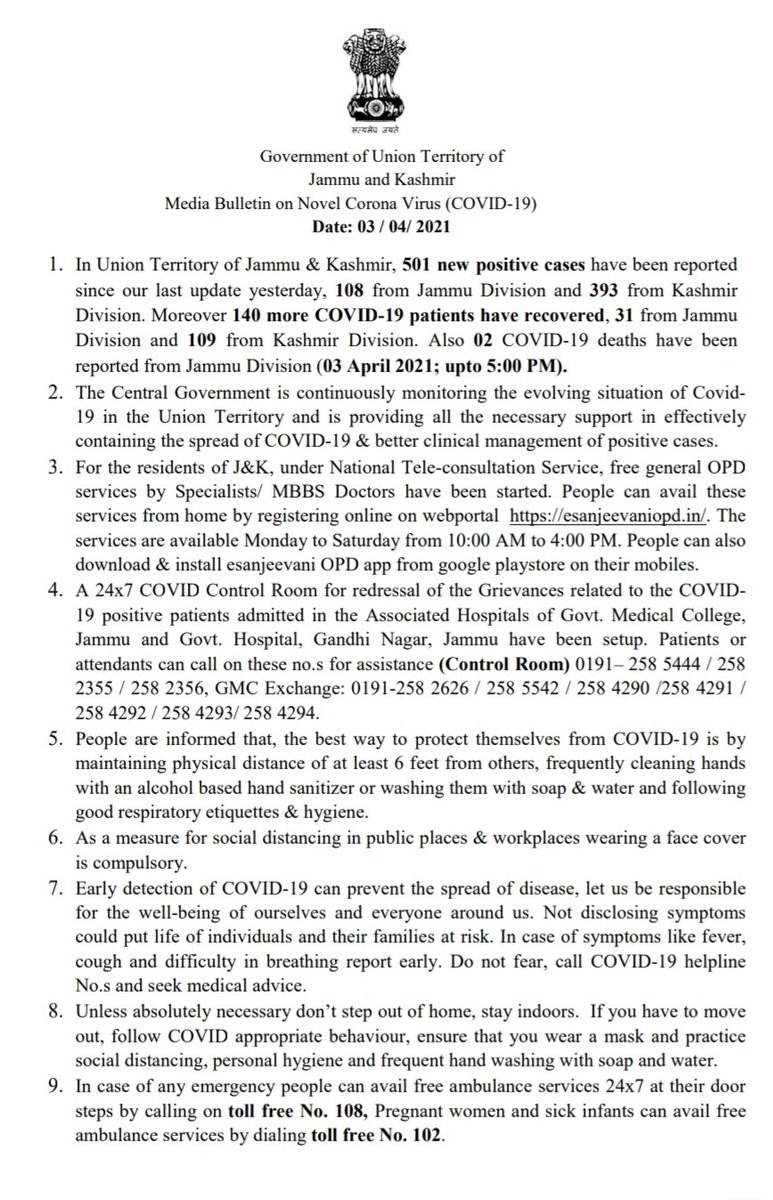 सत्यमेव जयते
Government of Union Territory of
Jammu and Kashmir
Media Bulletin on Novel Corona Virus (COVID-19)
Date: 03 / 04/ 2021
1. In Union Territory of Jammu & Kashmir, 501 new positive cases have been reported
since our last update yesterday, 108 from Jammu Division and 393 from Kashmir
Division. Moreover 140 more COVID-19 patients have recovered, 31 from Jammu
Division and 109 from Kashmir Division. Also 02 COVID-19 deaths have been
reported from Jammu Division (03 April 2021; upto 5:00 PM).
2. The Central Government is continuously monitoring the evolving situation of Covid-
19 in the Union Territory and is providing all the necessary support in effectively
containing the spread of COVID-19 & better clinical management of positive cases.
3. For the residents of J&K, under National Tele-consultation Service, free general OPD
services by Specialists/ MBBS Doctors have been started. People can avail these
services from home by registering online on webportal https://esanjeevaniopd.in/. The
services are available Monday to Saturday from 10:00 AM to 4:00 PM. People can also
download & install esanjeevani OPD app from google playstore on their mobiles.
4. A 24x7 COVID Control Room for redressal of the Grievances related to the COVID-
19 positive patients admitted in the Associated Hospitals of Govt. Medical College,
Jammu and Govt. Hospital, Gandhi Nagar, Jammu have been setup. Patients or
attendants can call on these no.s for assistance (Control Room) 0191– 258 5444 / 258
2355 / 258 2356, GMC Exchange: 0191-258 2626 / 258 5542 / 258 4290 /258 4291 /
258 4292 / 258 4293/ 258 4294.
5. People are informed that, the best way to protect themselves from COVID-19 is by
maintaining physical distance of at least 6 feet from others, frequently cleaning hands
with an alcohol based hand sanitizer or washing them with soap & water and following
good respiratory etiquettes & hygiene.
6. As a measure for social distancing in public places & workplaces wearing a face cover
is compulsory.
7. Early detection of COVID-19 can prevent the spread of disease, let us be responsible
for the well-being of ourselves and everyone around us. Not disclosing symptoms
could put life of individuals and their families at risk. In case of symptoms like fever,
cough and difficulty in breathing report early. Do not fear, call COVID-19 helpline
No.s and seek medical advice.
8. Unless absolutely necessary don’t step out of home, stay indoors. If you have to move
out, follow COVID appropriate behaviour, ensure that you wear a mask and practice
social distancing, personal hygiene and frequent hand washing with soap and water.
9. In case of any emergency people can avail free ambulance services 24x7 at their door
steps by calling on toll free No. 108, Pregnant women and sick infants can avail free
ambulance services by dialing toll free No. 102.